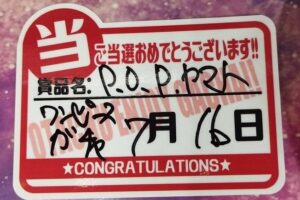 当
ご当選おめでとうございます!!
賞品名: P.O.P ヤマト
ワンピース
ガチャ 7月16日
★CONGRATULATIONS★